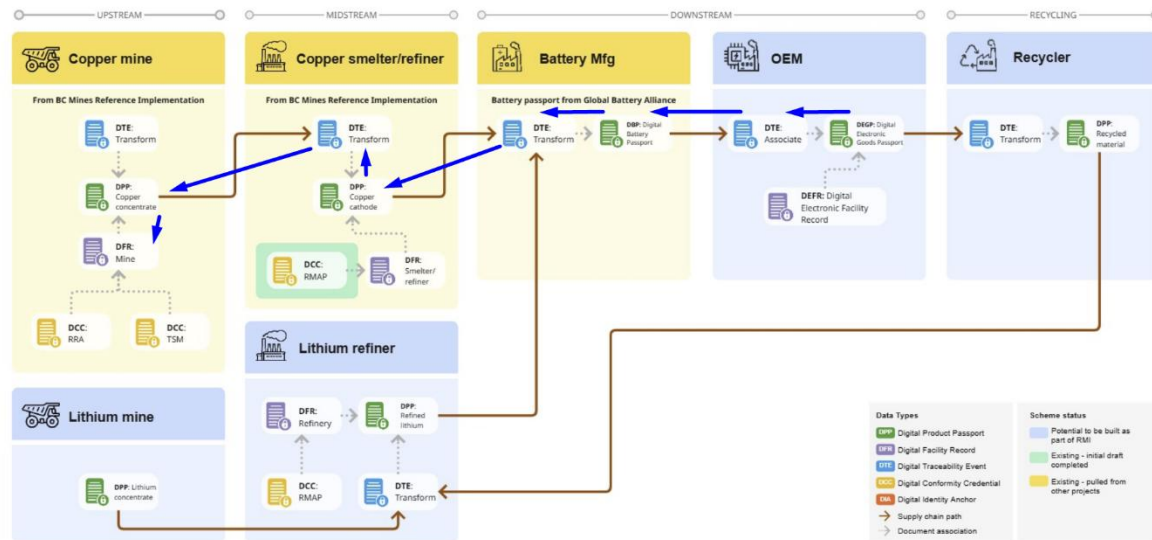 UPSTREAM
MIDSTREAM
DOWNSTREAM
RECYCLING
Copper mine
From BC Mines Reference Implementation
DTE:
Transform
DPP:
Copper
concentrate
DFR:
Mine
DCC:
RRA
DCC:
TSM
Copper smelter/refiner
From BC Mines Reference Implementation
DTE:
Transform
DPP:
Copper
cathode
DCC:
RMAP
DFR:
Smelter/
refiner
Battery Mfg
Battery passport from Global Battery Alliance
DTE:
Transform
DBP: Digital
Battery
Passport
OEM
DTE:
Associate
DEGP: Digital
Electronic
Goods Passport
DEFR: Digital
Electronic Facility
Record
Recycler
DTE:
Transform
DPP:
Recycled
material
Lithium mine
DPP: Lithium
concentrate
Lithium refiner
DFR:
Refinery
DPP:
Refined
lithium
DCC:
RMAP
DTE:
Transform
Data Types
DPP Digital Product Passport
DFR Digital Facility Record
DTE Digital Traceability Event
DCC Digital Conformity Credential
DIA Digital Identity Anchor
Supply chain path
Document association
Scheme status
Potential to be built as
part of RMI
Existing - initial draft
completed
Existing - pulled from
other projects